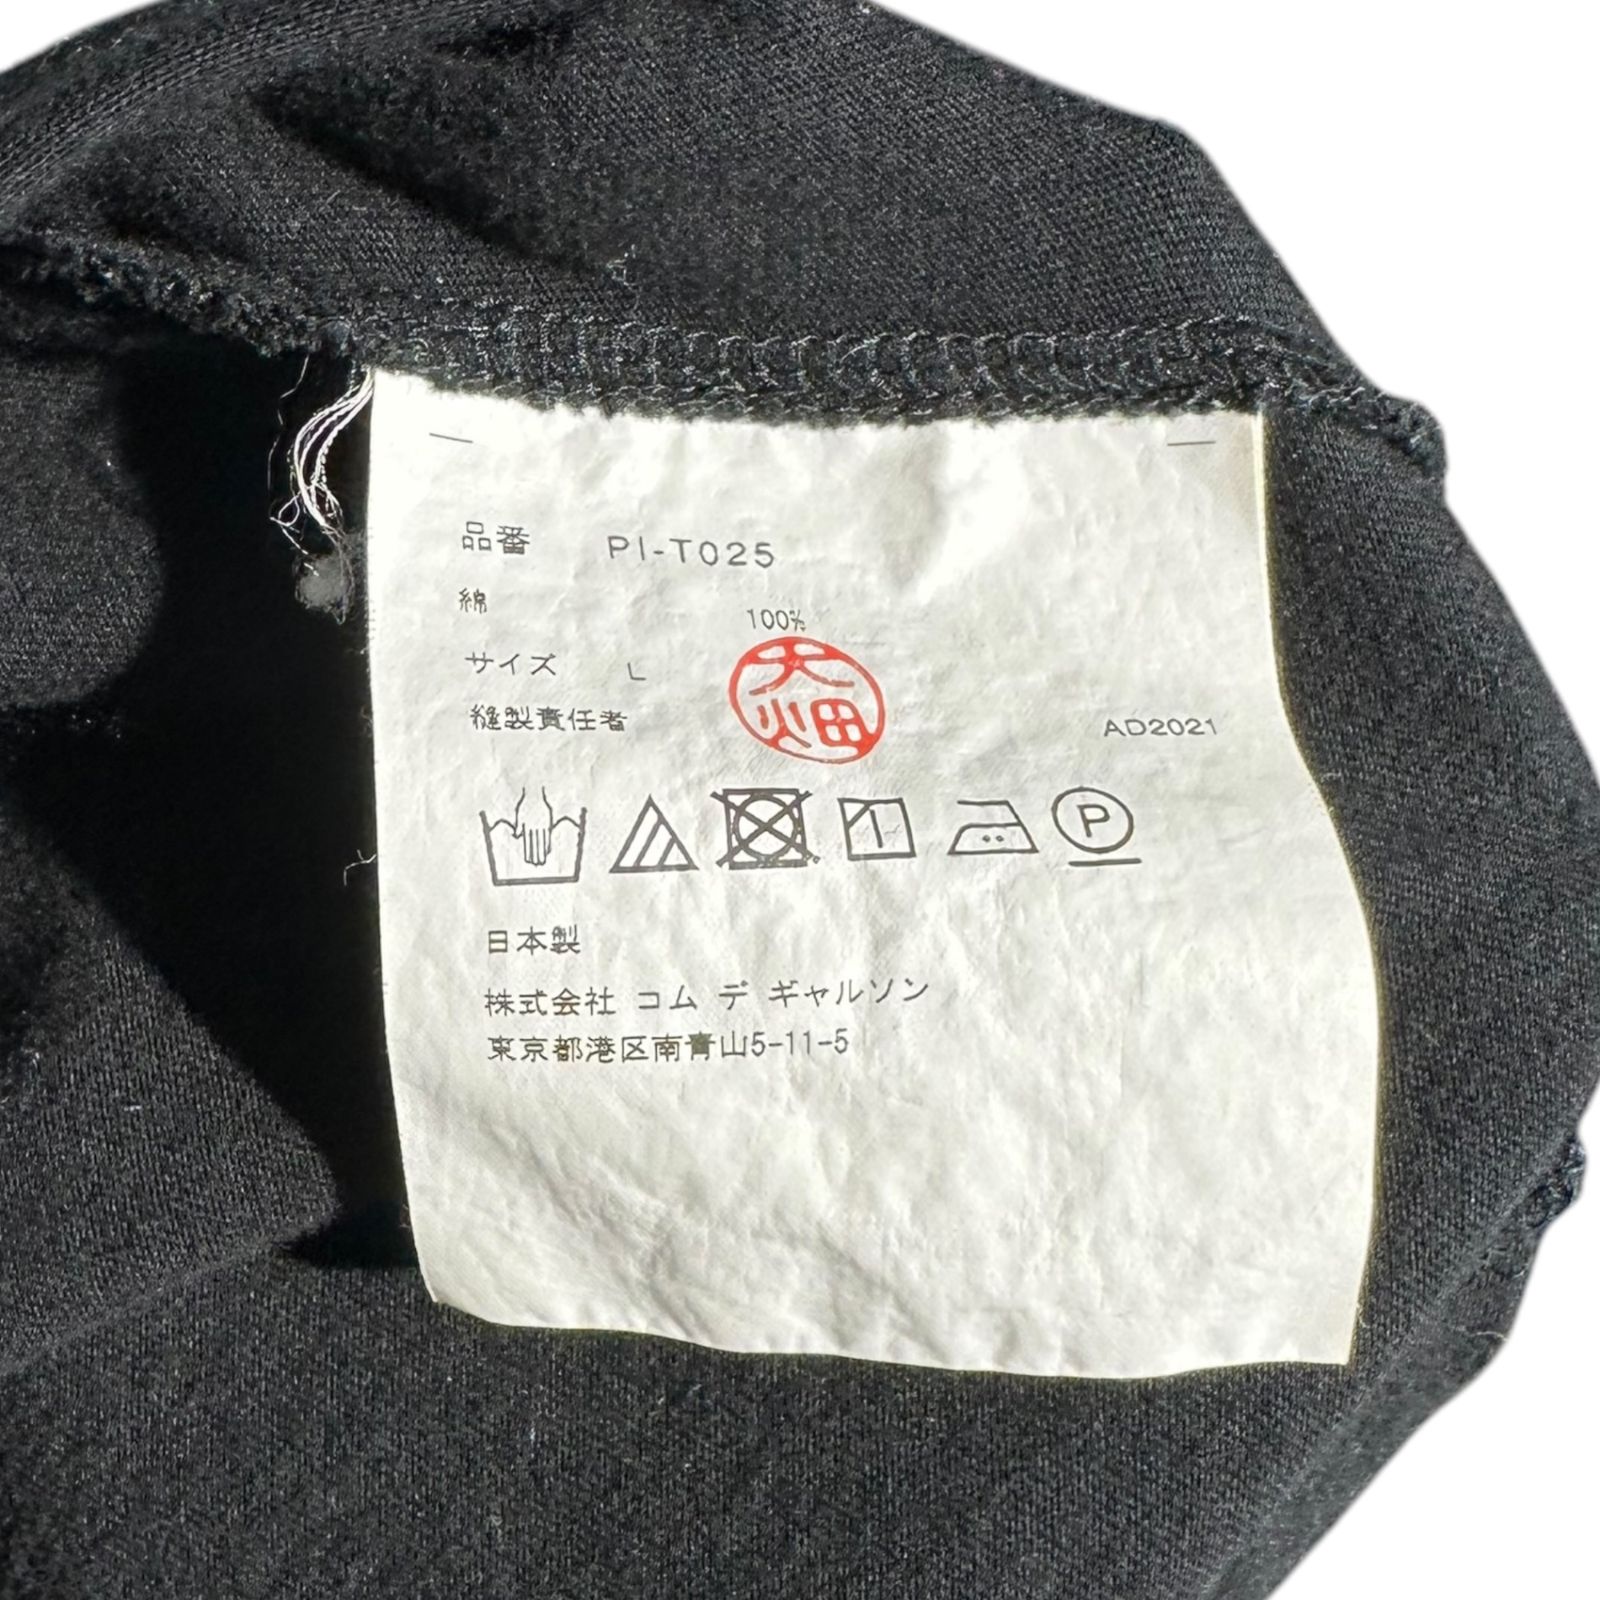 品番 PI-T025
綿 100%
サイズ L
縫製責任者 大畑 AD2021
P
日本製
株式会社 コム デ ギャルソン
東京都港区南青山5-11-5